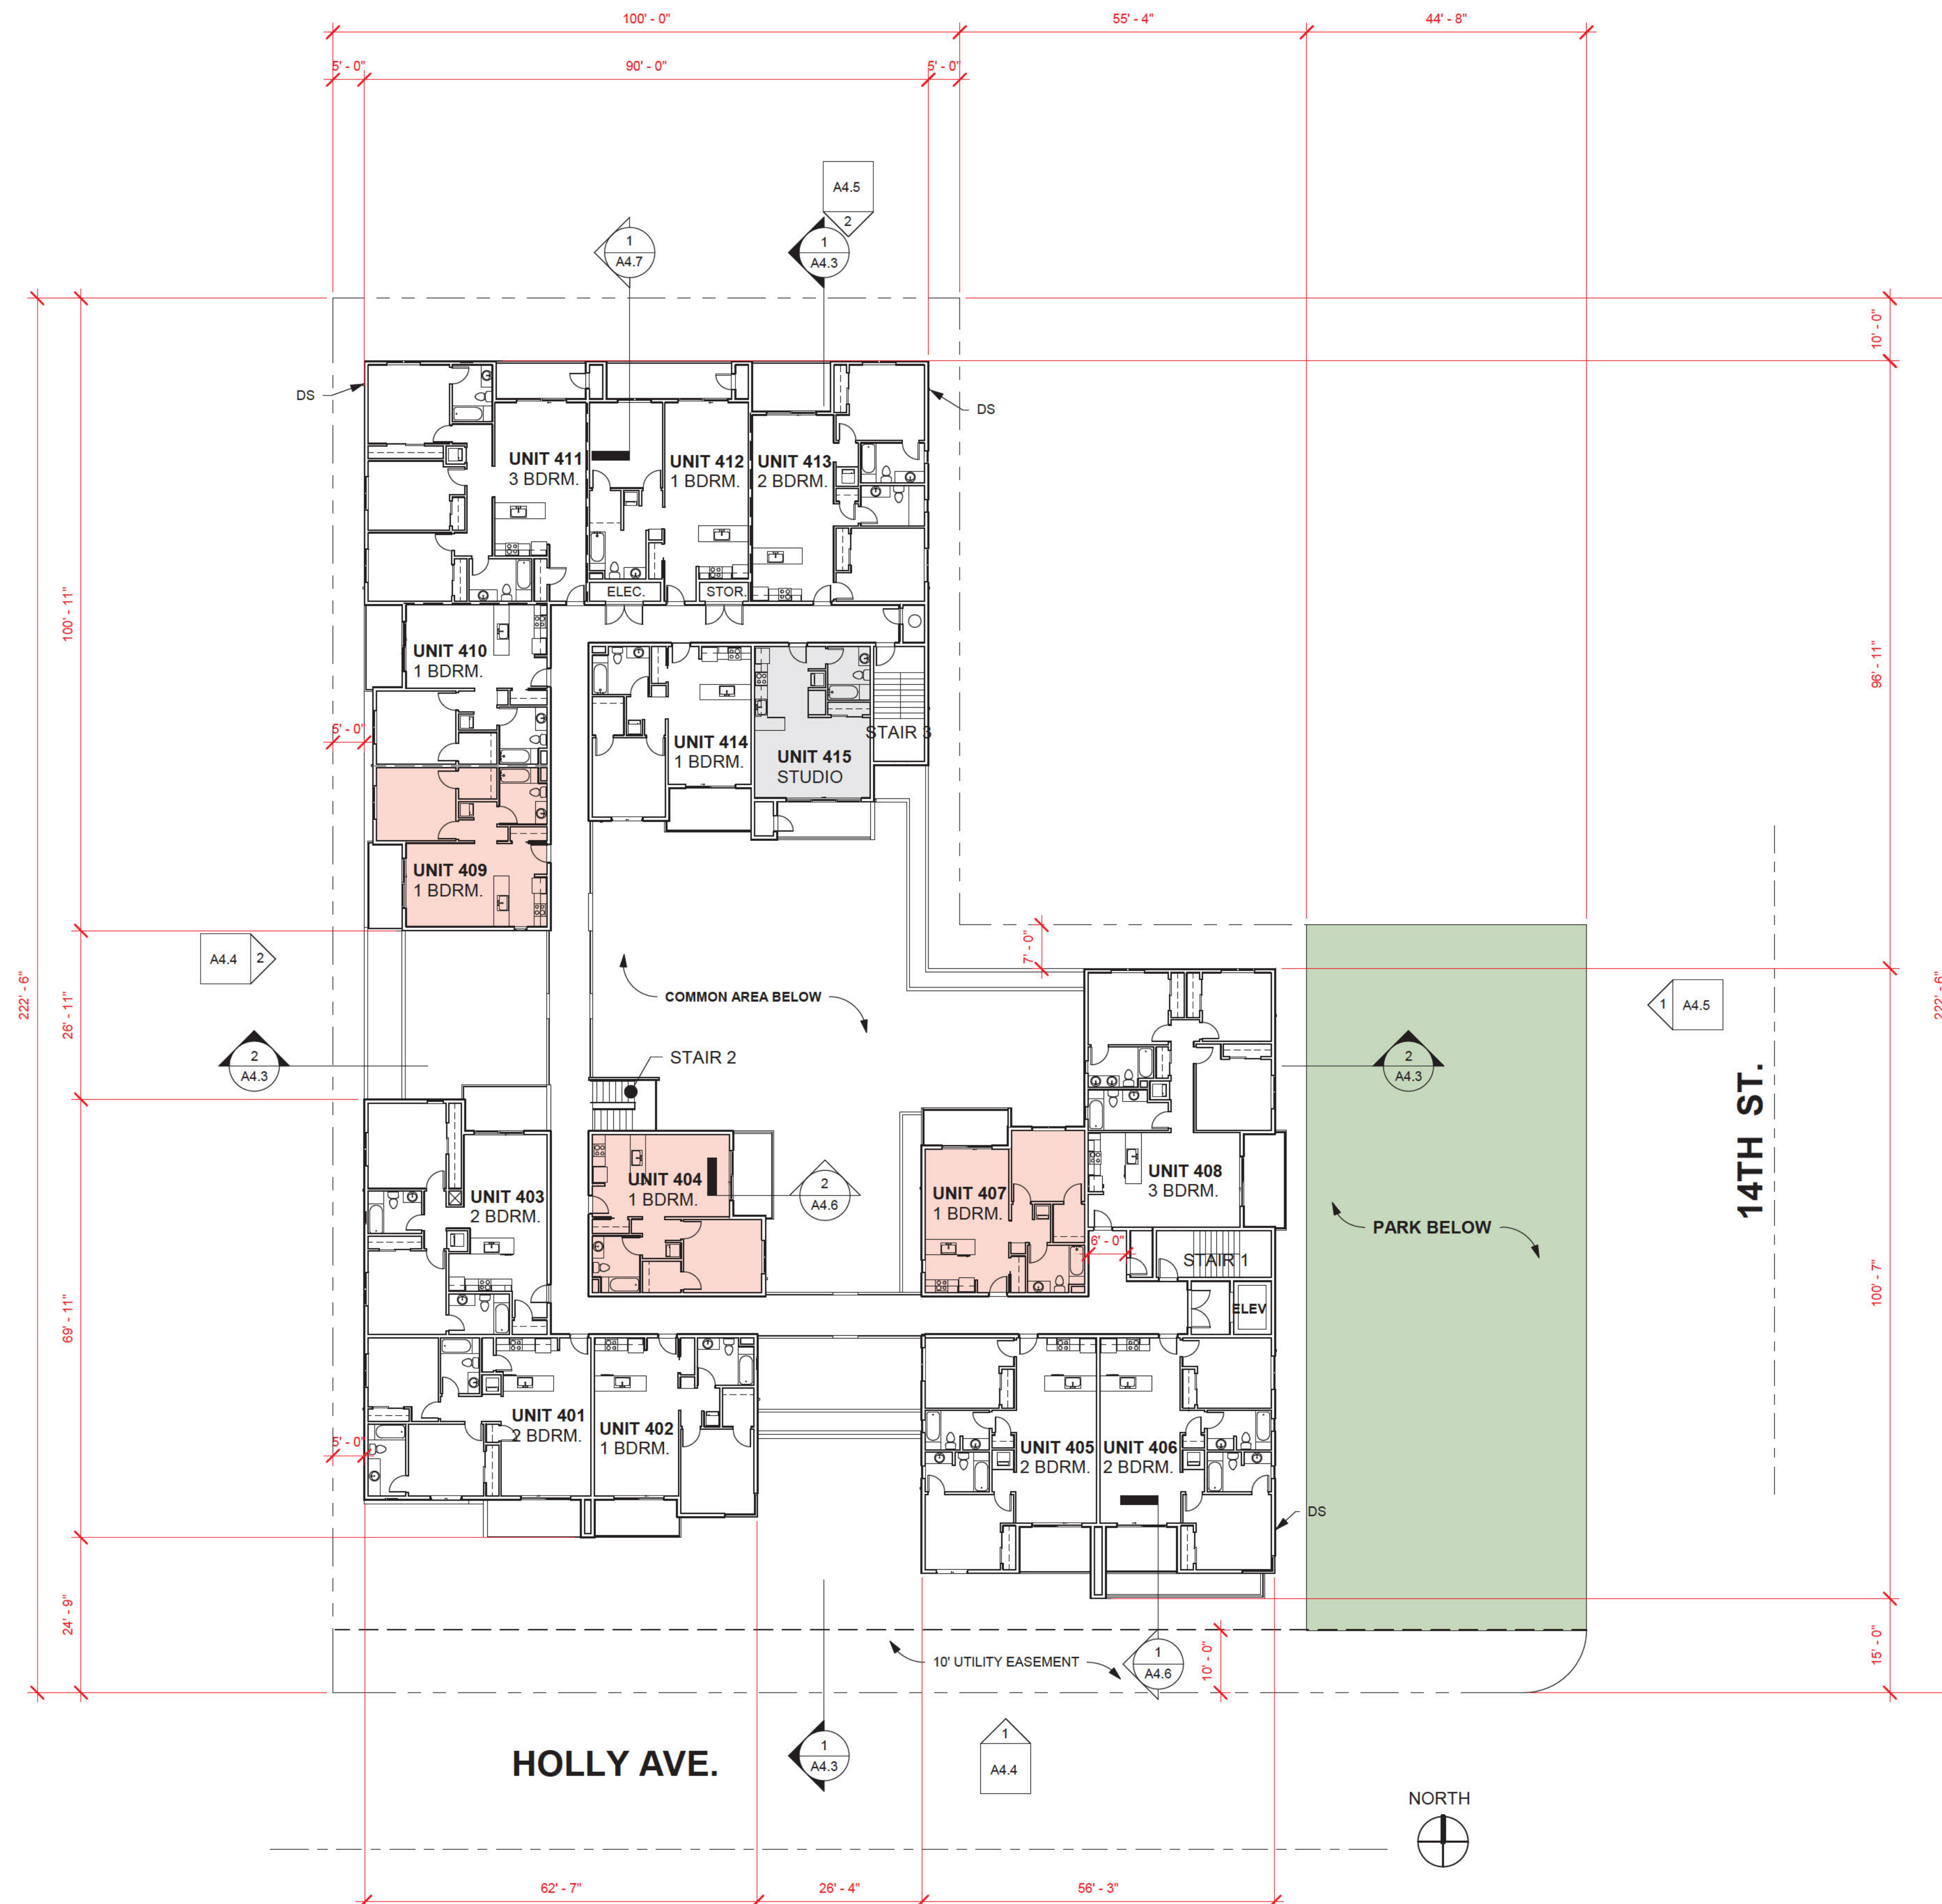 100' - 0"
55' - 4"
44' - 8"
5' - 0"
90' - 0"
5' - 0"
A4.5
2
1
A4.7
1
A4.3
10' - 0"
DS
DS
UNIT 411
3 BDRM.
UNIT 412
1 BDRM.
UNIT 413
2 BDRM.
ELEC.
STOR.
100' - 11"
UNIT 410
1 BDRM.
96' - 11"
5' - 0"
UNIT 414
1 BDRM.
UNIT 415
STUDIO
STAIR 3
UNIT 409
1 BDRM.
A4.4
2
7' - 0"
222' - 6"
26' - 11"
COMMON AREA BELOW
1
A4.5
222' - 6"
2
A4.3
STAIR 2
2
A4.3
14TH ST.
UNIT 403
2 BDRM.
UNIT 404
1 BDRM.
2
A4.6
UNIT 407
1 BDRM.
UNIT 408
3 BDRM.
PARK BELOW
6' - 0"
STAIR 1
ELEV
69' - 11"
100' - 7"
UNIT 401
2 BDRM.
UNIT 402
1 BDRM.
UNIT 405
2 BDRM.
UNIT 406
2 BDRM.
5' - 0"
DS
24' - 9"
10' UTILITY EASEMENT
1
A4.6
10' - 0"
15' - 0"
HOLLY AVE.
1
A4.3
1
A4.4
NORTH
62' - 7"
26' - 4"
56' - 3"